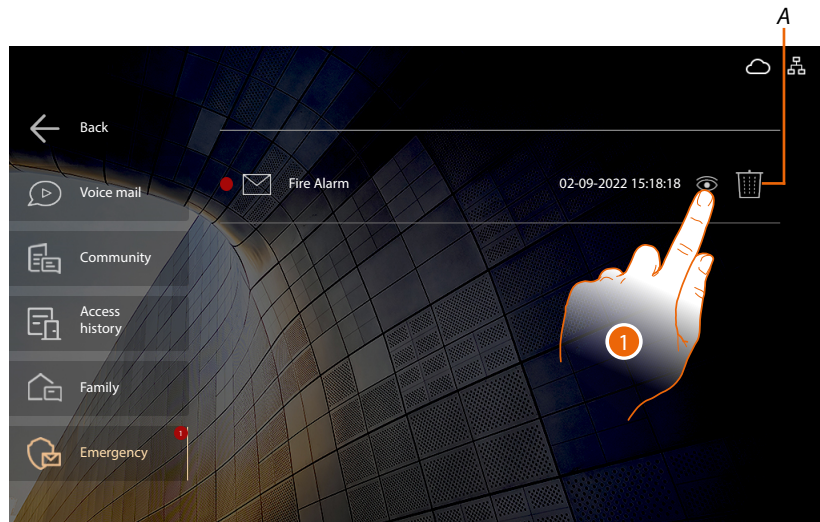 A
Back
Voice mail
Fire Alarm
02-09-2022 15:18:18
Community
Access
history
1
Family
1
Emergency